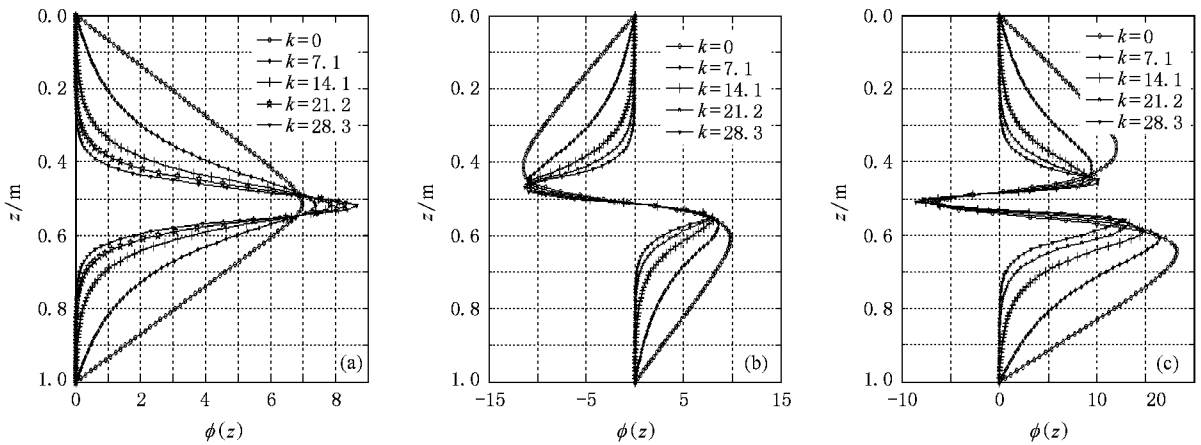 0.0
0.2
0.4
0.6
0.8
1.0
z/m
k=0
k=7.1
k=14.1
k=21.2
k=28.3
(a)
0 2 4 6 8
ϕ(z)
0.0
0.2
0.4
0.6
0.8
1.0
z/m
k=0
k=7.1
k=14.1
k=21.2
k=28.3
(b)
-15 -5 5 15
ϕ(z)
0.0
0.2
0.4
0.6
0.8
1.0
z/m
k=0
k=7.1
k=14.1
k=21.2
k=28.3
(c)
-10 0 10 20
ϕ(z)